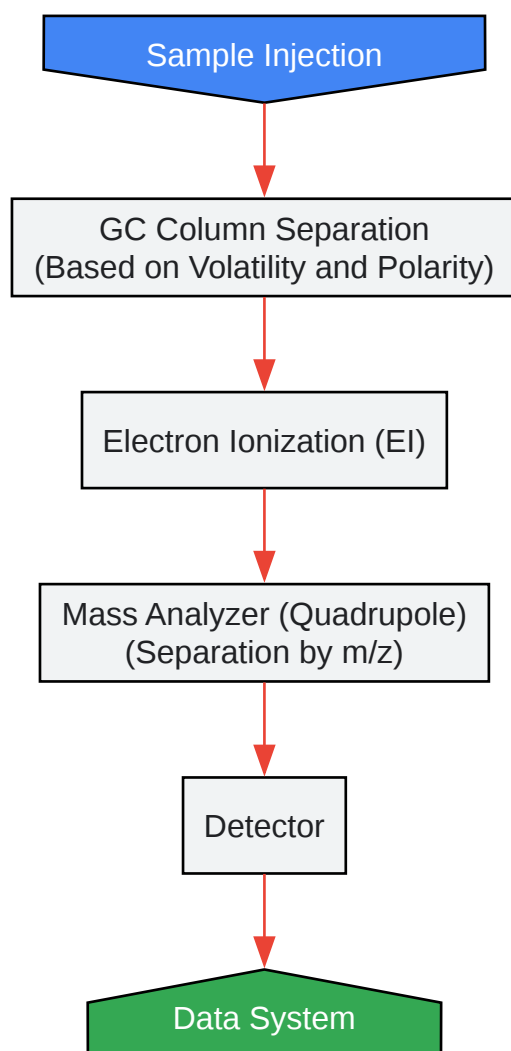 Sample Injection
GC Column Separation
(Based on Volatility and Polarity)
Electron Ionization (EI)
Mass Analyzer (Quadrupole)
(Separation by m/z)
Detector
Data System